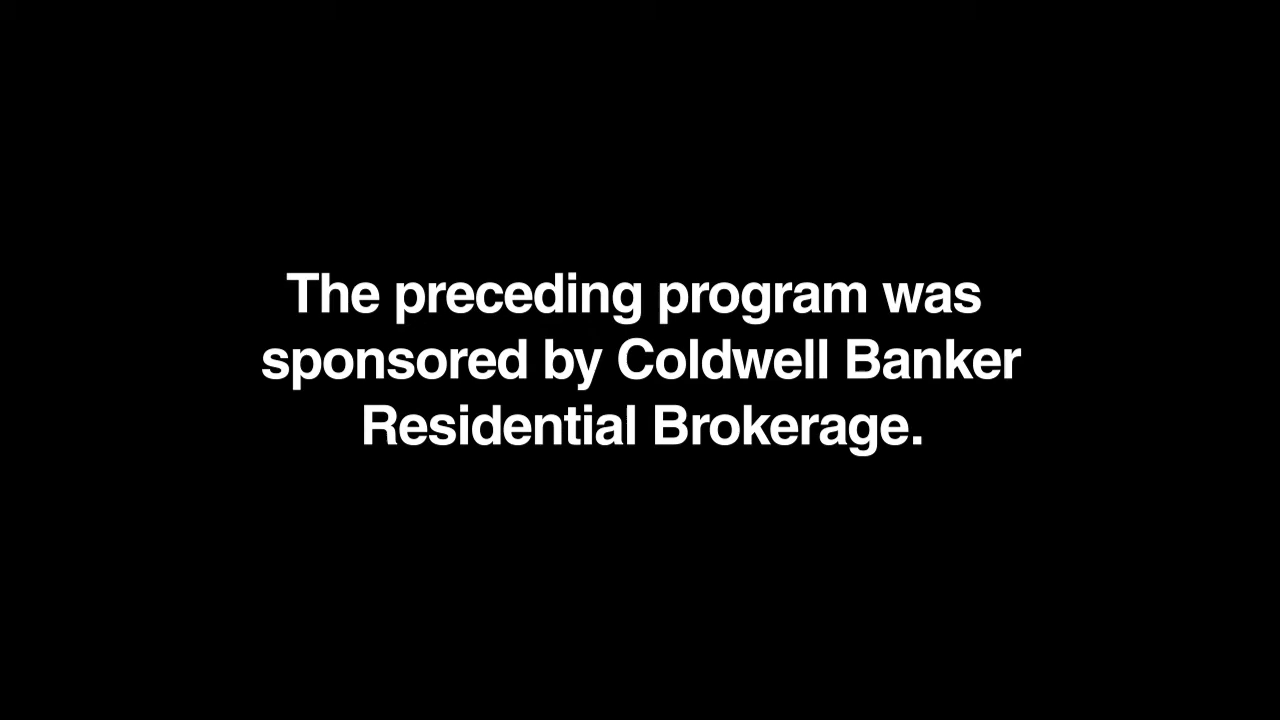 The preceding program was
sponsored by Coldwell Banker
Residential Brokerage.